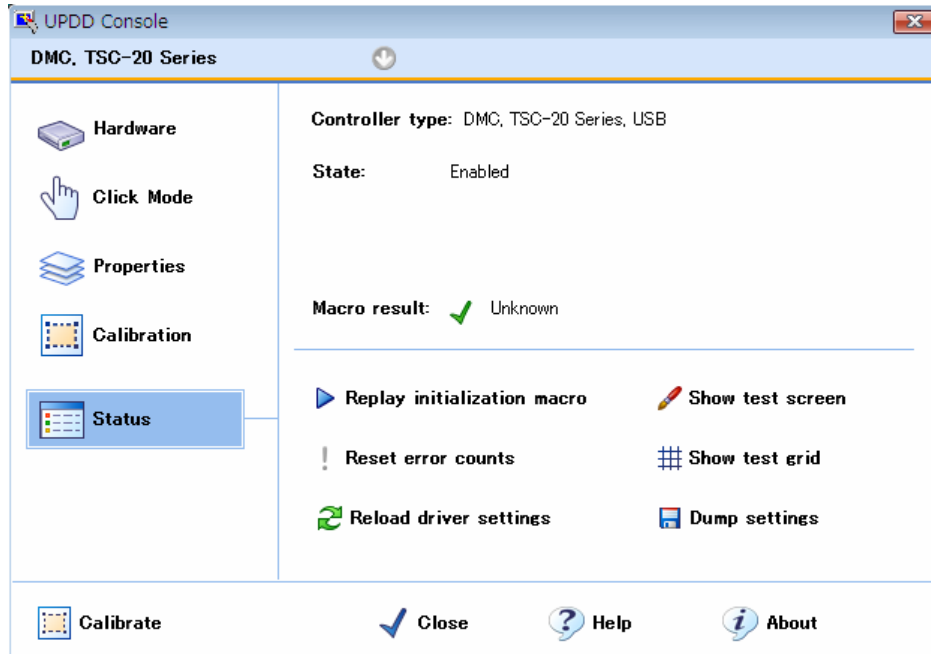 UPDD Console
DMC, TSC-20 Series
Hardware
Click Mode
Properties
Calibration
Status
Controller type: DMC, TSC-20 Series, USB
State: Enabled
Macro result: Unknown
Replay initialization macro
Show test screen
Reset error counts
Show test grid
Reload driver settings
Dump settings
Calibrate
Close
Help
About